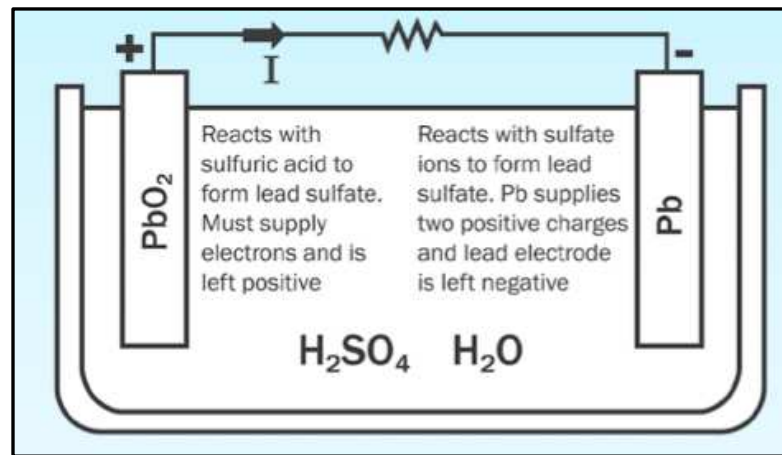 +
-
I
PbO₂
Reacts with
sulfuric acid to
form lead sulfate.
Must supply
electrons and is
left positive
Reacts with sulfate
ions to form lead
sulfate. Pb supplies
two positive charges
and lead electrode
is left negative
Pb
H₂SO₄ H₂O